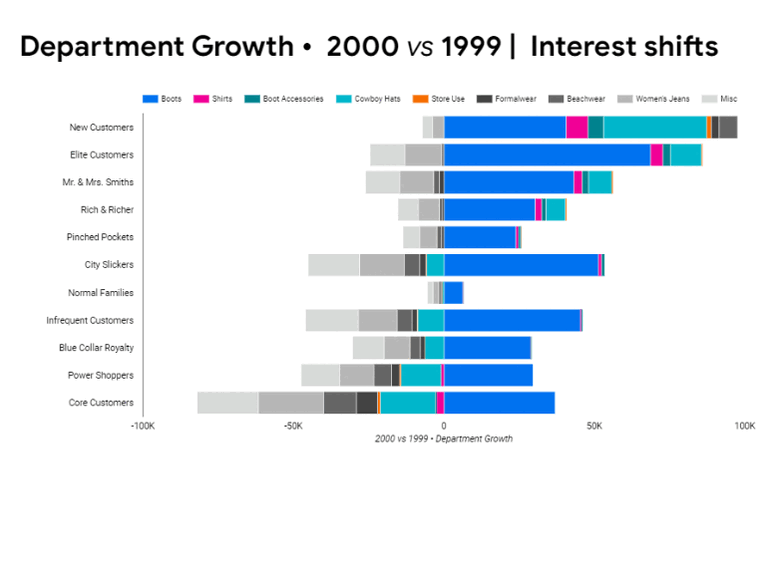 Department Growth • 2000 vs 1999 | Interest shifts
Boots Shirts Boot Accessories Cowboy Hats Store Use Formalwear Beachwear Women's Jeans Misc
New Customers
Elite Customers
Mr. & Mrs. Smiths
Rich & Richer
Pinched Pockets
City Slickers
Normal Families
Infrequent Customers
Blue Collar Royalty
Power Shoppers
Core Customers
-100K -50K 0 50K 100K
2000 vs 1999 • Department Growth